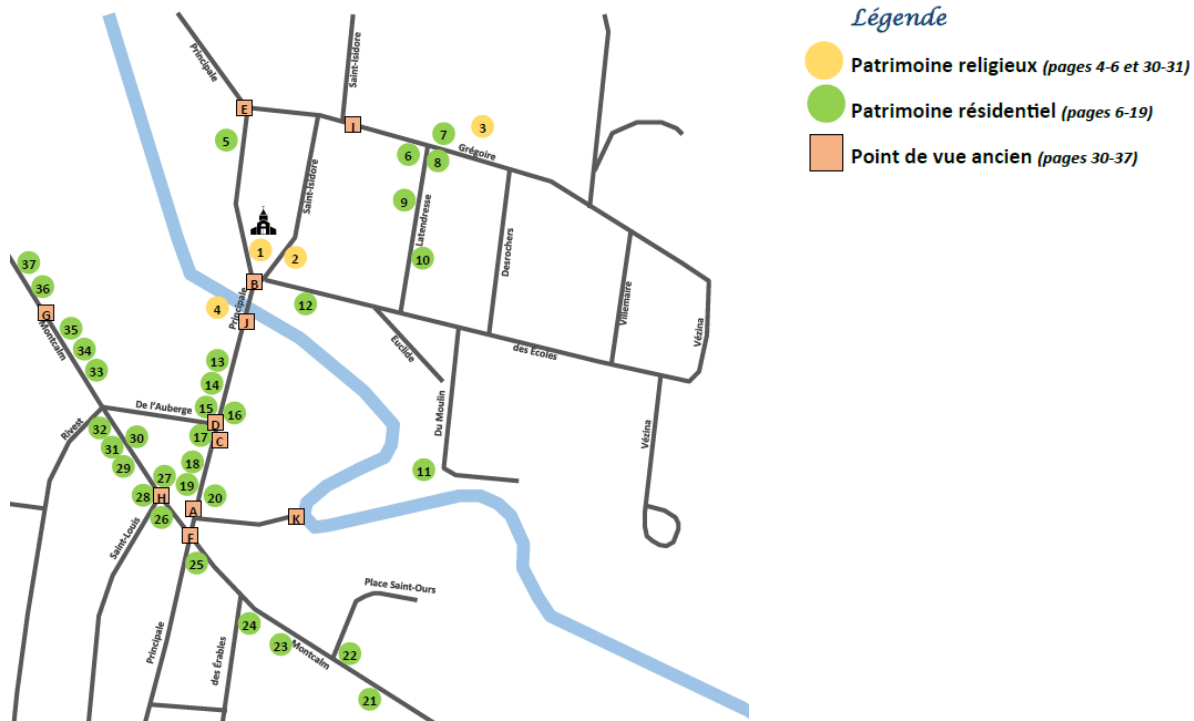 Légende
Patrimoine religieux (pages 4-6 et 30-31)
Patrimoine résidentiel (pages 6-19)
Point de vue ancien (pages 30-37)
Principale
Saint-Isidore
E
I
5
7
3
6
8
Grégoire
Saint-Isidore
9
Latendresse
1
2
10
Desrochers
37
B
36
4
Principale
12
Villemaire
Vézina
G
J
Montcalm
35
Euclide
des Écoles
34
13
33
14
De l'Auberge
15
16
D
Rivest
32
17
C
30
Du Moulin
Vézina
31
29
18
11
27
19
28
H
20
A
26
K
Saint-Louis
F
25
Place Saint-Ours
24
Principale
des Érables
23
Montcalm
22
21